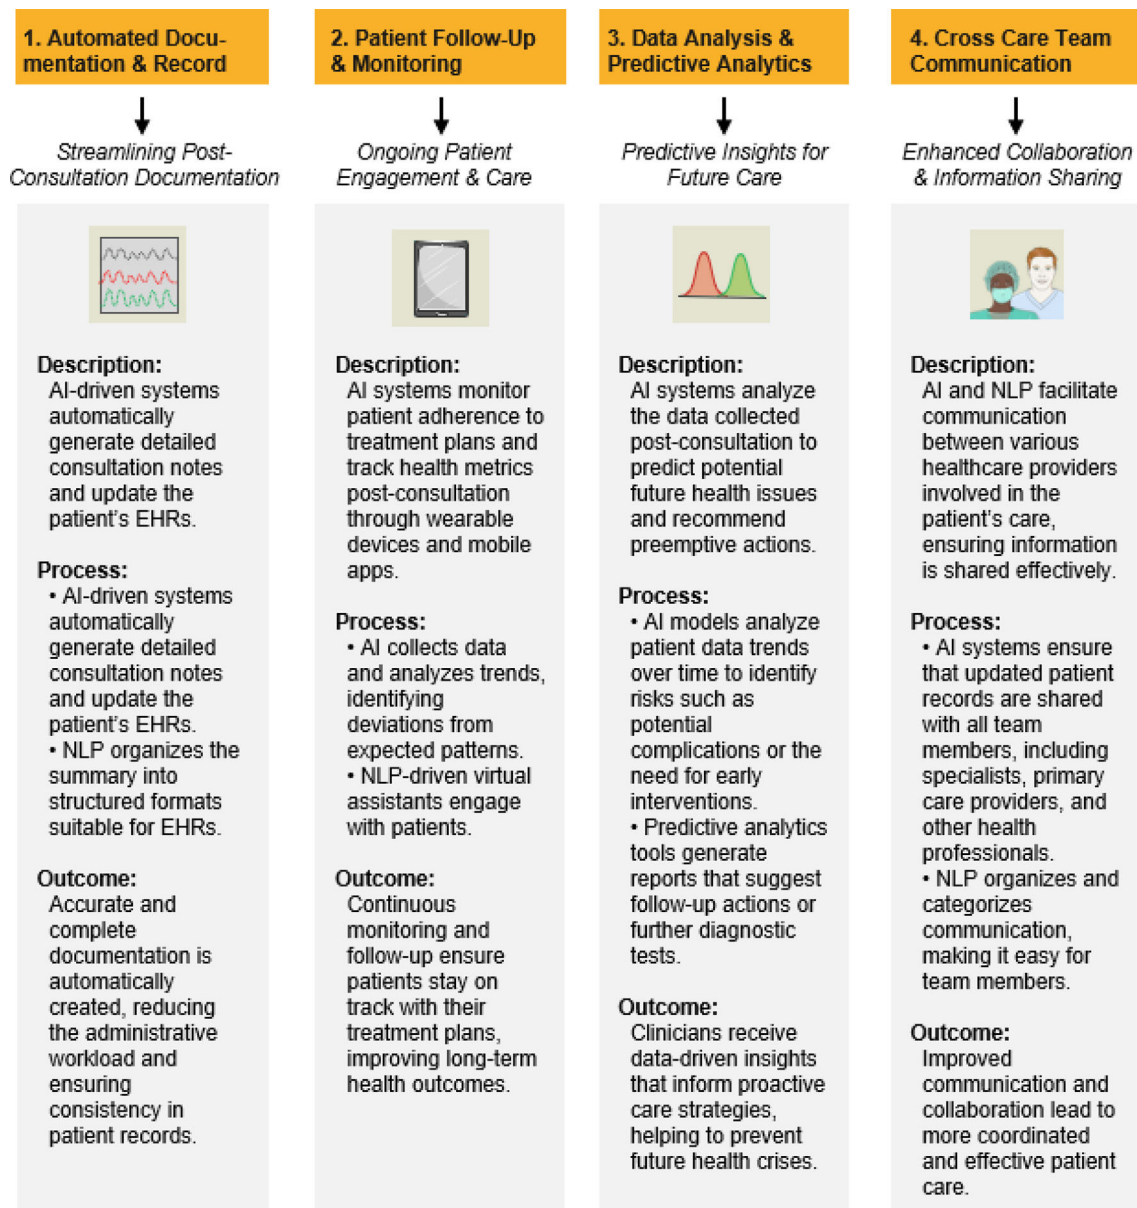 1. Automated Docu-
mentation & Record
Streamlining Post-
Consultation Documentation
Description:
AI-driven systems
automatically
generate detailed
consultation notes
and update the
patient’s EHRs.
Process:
• AI-driven systems
automatically
generate detailed
consultation notes
and update the
patient’s EHRs.
• NLP organizes the
summary into
structured formats
suitable for EHRs.
Outcome:
Accurate and
complete
documentation is
automatically
created, reducing
the administrative
workload and
ensuring
consistency in
patient records.
2. Patient Follow-Up
& Monitoring
Ongoing Patient
Engagement & Care
Description:
AI systems monitor
patient adherence to
treatment plans and
track health metrics
post-consultation
through wearable
devices and mobile
apps.
Process:
• AI collects data
and analyzes trends,
identifying
deviations from
expected patterns.
• NLP-driven virtual
assistants engage
with patients.
Outcome:
Continuous
monitoring and
follow-up ensure
patients stay on
track with their
treatment plans,
improving long-term
health outcomes.
3. Data Analysis &
Predictive Analytics
Predictive Insights for
Future Care
Description:
AI systems analyze
the data collected
post-consultation to
predict potential
future health issues
and recommend
preemptive actions.
Process:
• AI models analyze
patient data trends
over time to identify
risks such as
potential
complications or the
need for early
interventions.
• Predictive analytics
tools generate
reports that suggest
follow-up actions or
further diagnostic
tests.
Outcome:
Clinicians receive
data-driven insights
that inform proactive
care strategies,
helping to prevent
future health crises.
4. Cross Care Team
Communication
Enhanced Collaboration
& Information Sharing
Description:
AI and NLP facilitate
communication
between various
healthcare providers
involved in the
patient’s care,
ensuring information
is shared effectively.
Process:
• AI systems ensure
that updated patient
records are shared
with all team
members, including
specialists, primary
care providers, and
other health
professionals.
• NLP organizes and
categorizes
communication,
making it easy for
team members.
Outcome:
Improved
communication and
collaboration lead to
more coordinated
and effective patient
care.